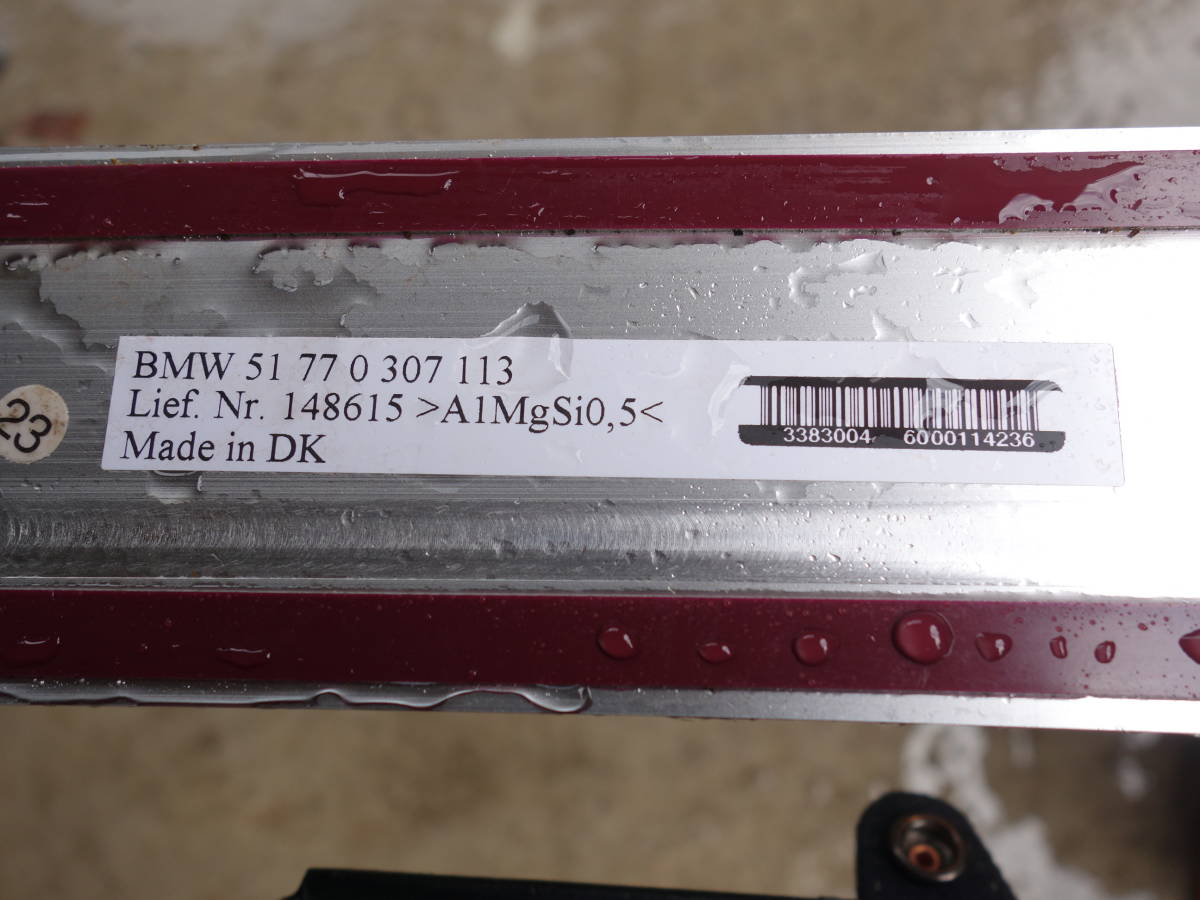 BMW 51 77 0 307 113
Lief. Nr. 148615 >A1MgSi0,5<
Made in DK
3383004 6000114236
23